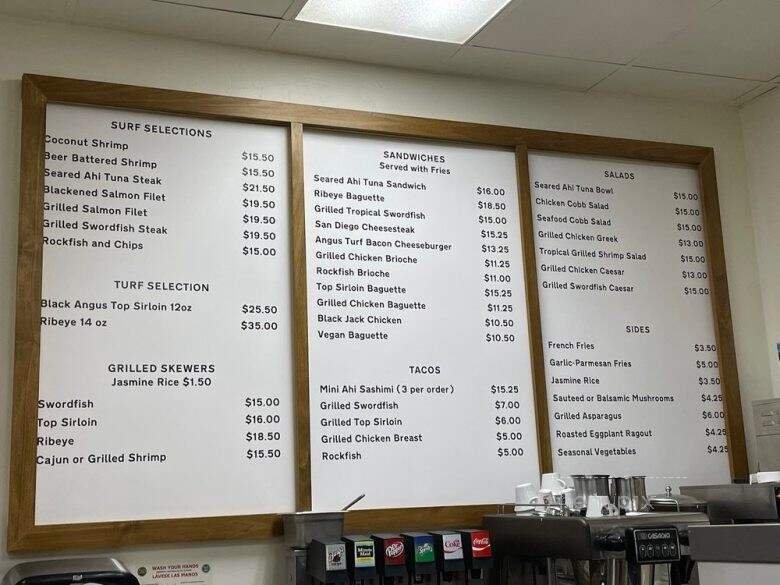 SURF SELECTIONS
Coconut Shrimp $15.50
Beer Battered Shrimp $15.50
Seared Ahi Tuna Steak $21.50
Blackened Salmon Filet $19.50
Grilled Salmon Filet $19.50
Grilled Swordfish Steak $19.50
Rockfish and Chips $15.00
TURF SELECTION
Black Angus Top Sirloin 12oz $25.50
Ribeye 14 oz $35.00
GRILLED SKEWERS
Jasmine Rice $1.50
Swordfish $15.00
Top Sirloin $16.00
Ribeye $18.50
Cajun or Grilled Shrimp $15.50
SANDWICHES
Served with Fries
Seared Ahi Tuna Sandwich $16.00
Ribeye Baguette $18.50
Grilled Tropical Swordfish $15.00
San Diego Cheesesteak $15.25
Angus Turf Bacon Cheeseburger $13.25
Grilled Chicken Brioche $11.25
Rockfish Brioche $11.00
Top Sirloin Baguette $15.25
Grilled Chicken Baguette $11.25
Black Jack Chicken $10.50
Vegan Baguette $10.50
TACOS
Mini Ahi Sashimi (3 per order) $15.25
Grilled Swordfish $7.00
Grilled Top Sirloin $6.00
Grilled Chicken Breast $5.00
Rockfish $5.00
SALADS
Seared Ahi Tuna Bowl $15.00
Chicken Cobb Salad $15.00
Seafood Cobb Salad $15.00
Grilled Chicken Greek $13.00
Tropical Grilled Shrimp Salad $15.00
Grilled Chicken Caesar $13.00
Grilled Swordfish Caesar $15.00
SIDES
French Fries $3.50
Garlic-Parmesan Fries $5.00
Jasmine Rice $3.50
Sauteed or Balsamic Mushrooms $4.25
Grilled Asparagus $6.00
Roasted Eggplant Ragout $4.25
Seasonal Vegetables $4.25
WASH YOUR HANDS
LÁVESE LAS MANOS
Minute Maid
Dr Pepper
Sprite
Coke
Coca-Cola
CASADIO